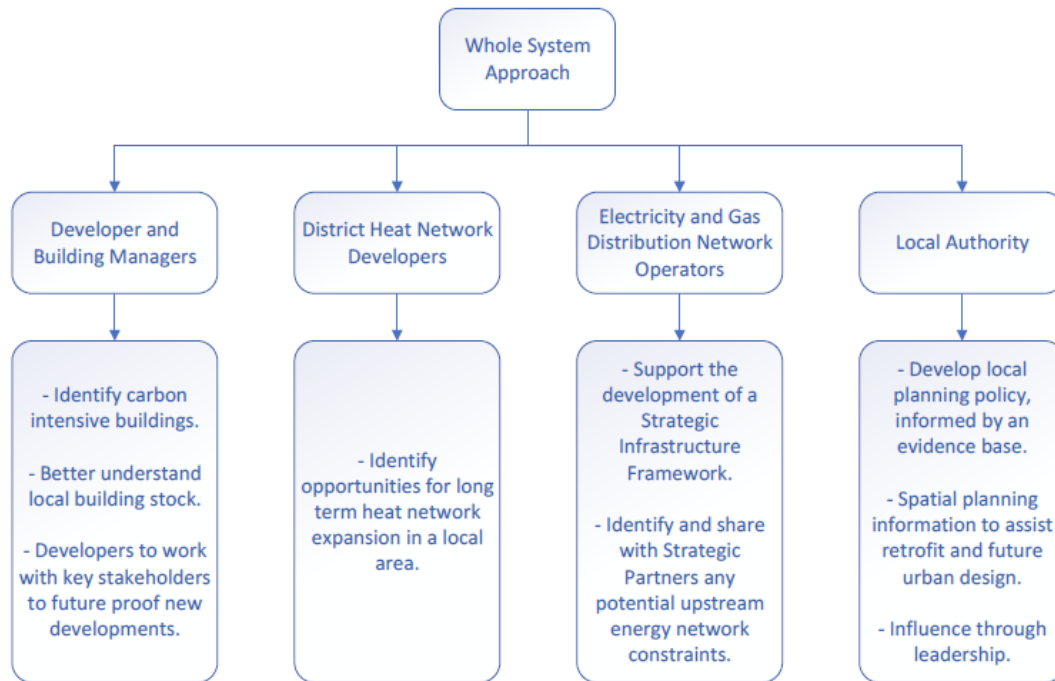 Whole System
Approach
Developer and
Building Managers
District Heat Network
Developers
Electricity and Gas
Distribution Network
Operators
Local Authority
- Identify carbon
intensive buildings.
- Better understand
local building stock.
- Developers to work
with key stakeholders
to future proof new
developments.
- Identify
opportunities for long
term heat network
expansion in a local
area.
- Support the
development of a
Strategic
Infrastructure
Framework.
- Identify and share
with Strategic
Partners any
potential upstream
energy network
constraints.
- Develop local
planning policy,
informed by an
evidence base.
- Spatial planning
information to assist
retrofit and future
urban design.
- Influence through
leadership.